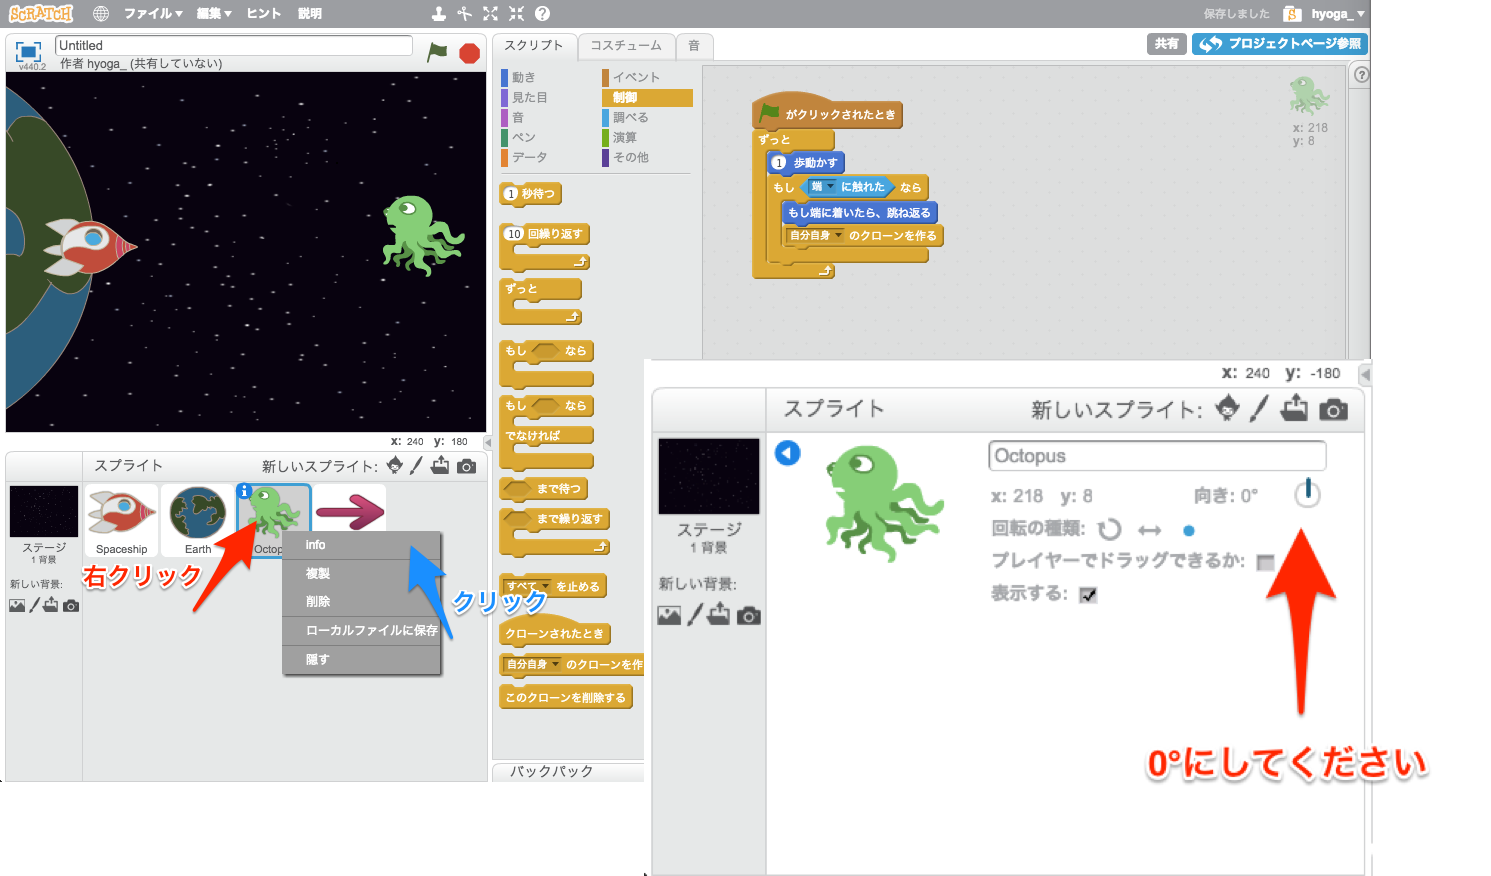 SCRATCH
ファイル▼ 編集▼ ヒント 説明
保存しました
hyoga_▼
v440.2
Untitled
作者 hyoga_ (共有していない)
スクリプト
コスチューム
音
共有
プロジェクトページ参照
動き
イベント
見た目
制御
音
調べる
ペン
演算
データ
その他
1 秒待つ
10 回繰り返す
ずっと
もし なら
もし なら
でなければ
まで待つ
まで繰り返す
すべて▼ を止める
クローンされたとき
自分自身▼ のクローンを作
このクローンを削除する
バックパック
がクリックされたとき
ずっと
1 歩動かす
もし 端▼ に触れた なら
もし端に着いたら、跳ね返る
自分自身▼ のクローンを作る
x: 218
y: 8
x: 240 y: 180
スプライト
新しいスプライト:
ステージ
1 背景
新しい背景:
Spaceship
Earth
Octop
右クリック
info
複製
削除
ローカルファイルに保存
隠す
クリック
x: 240 y: -180
スプライト
新しいスプライト:
ステージ
1 背景
新しい背景:
Octopus
x: 218 y: 8 向き: 0°
回転の種類:
プレイヤーでドラッグできるか:
表示する:
0°にしてください